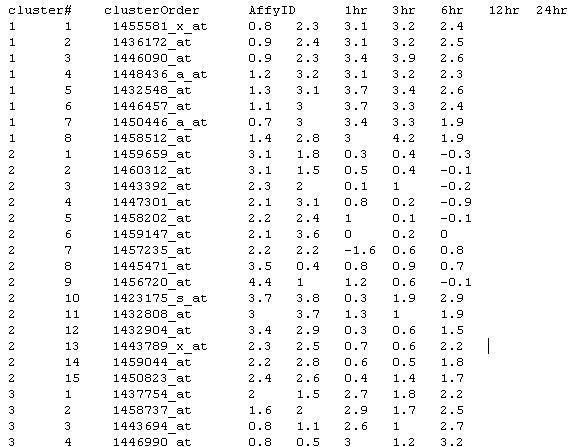 cluster# clusterOrder AffyID 1hr 3hr 6hr 12hr 24hr
1 1 1455581_x_at 0.8 2.3 3.1 3.2 2.4
1 2 1436172_at 0.9 2.4 3.1 3.2 2.5
1 3 1446090_at 0.9 2.3 3.4 3.9 2.6
1 4 1448436_a_at 1.2 3.2 3.1 3.2 2.3
1 5 1432548_at 1.3 3.1 3.7 3.4 2.6
1 6 1446457_at 1.1 3 3.7 3.3 2.4
1 7 1450446_a_at 0.7 3 3.4 3.3 1.9
1 8 1458512_at 1.4 2.8 3 4.2 1.9
2 1 1459659_at 3.1 1.8 0.3 0.4 -0.3
2 2 1460312_at 3.1 1.5 0.5 0.4 -0.1
2 3 1443392_at 2.3 2 0.1 1 -0.2
2 4 1447301_at 2.1 3.1 0.8 0.2 -0.9
2 5 1458202_at 2.2 2.4 1 0.1 -0.1
2 6 1459147_at 2.1 3.6 0 0.2 0
2 7 1457235_at 2.2 2.2 -1.6 0.6 0.8
2 8 1445471_at 3.5 0.4 0.8 0.9 0.7
2 9 1456720_at 4.4 1 1.2 0.6 -0.1
2 10 1423175_s_at 3.7 3.8 0.3 1.9 2.9
2 11 1432808_at 3 3.7 1.3 1 1.9
2 12 1432904_at 3.4 2.9 0.3 0.6 1.5
2 13 1443789_x_at 2.3 2.5 0.7 0.6 2.2
2 14 1459044_at 2.2 2.8 0.6 0.5 1.8
2 15 1450823_at 2.4 2.6 0.4 1.4 1.7
3 1 1437754_at 2 1.5 2.7 1.8 2.2
3 2 1458737_at 1.6 2 2.9 1.7 2.5
3 3 1443694_at 0.8 1.1 2.6 1 2.7
3 4 1446990_at 0.8 0.5 3 1.2 3.2